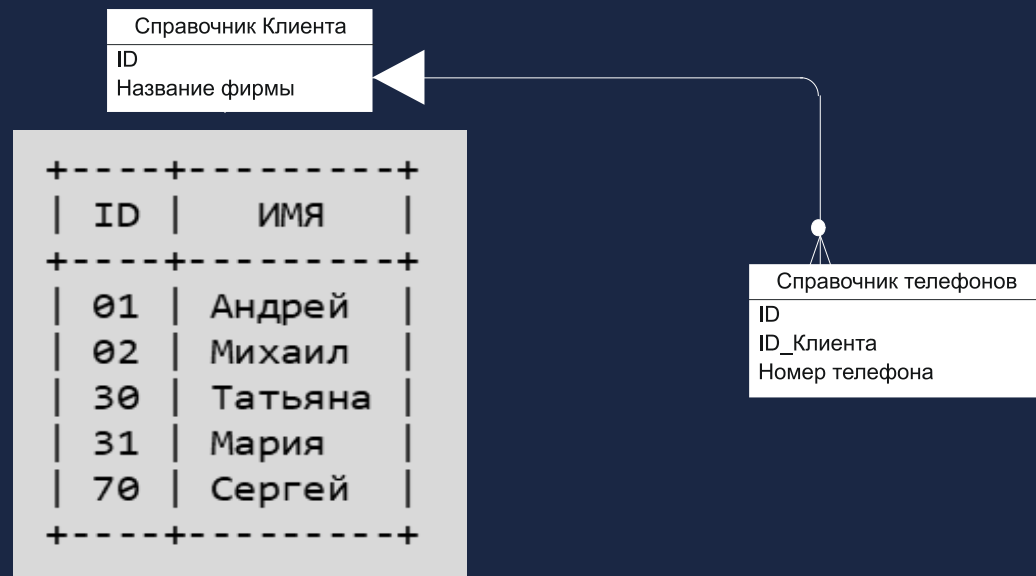 Справочник Клиента
ID
Название фирмы
+----+---------+
| ID | ИМЯ |
+----+---------+
| 01 | Андрей |
| 02 | Михаил |
| 30 | Татьяна |
| 31 | Мария |
| 70 | Сергей |
+----+---------+
Справочник телефонов
ID
ID_Клиента
Номер телефона